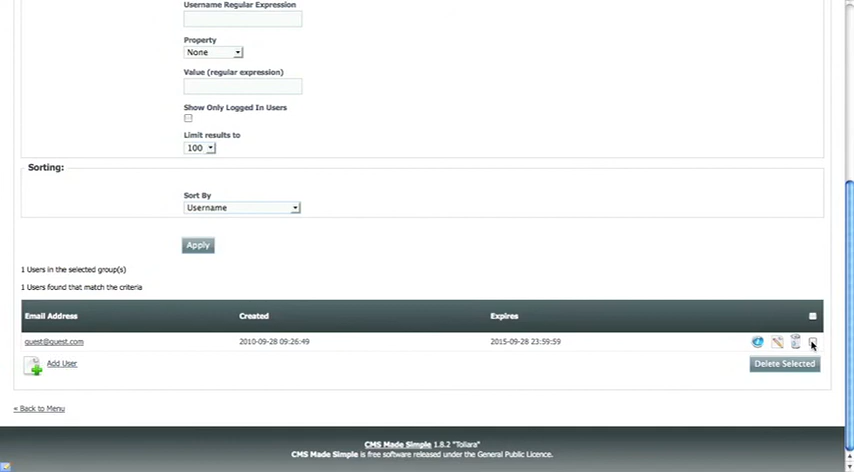 Username Regular Expression
Property
None
Value (regular expression)
Show Only Logged In Users
Limit results to
100
Sorting:
Sort By
Username
Apply
1 Users in the selected group(s)
1 Users found that match the criteria
Email Address Created Expires
guest@guest.com 2010-09-28 09:26:49 2015-09-28 23:59:59
Add User Delete Selected
« Back to Menu
CMS Made Simple 1.8.2 "Toliara"
CMS Made Simple is free software released under the General Public Licence.